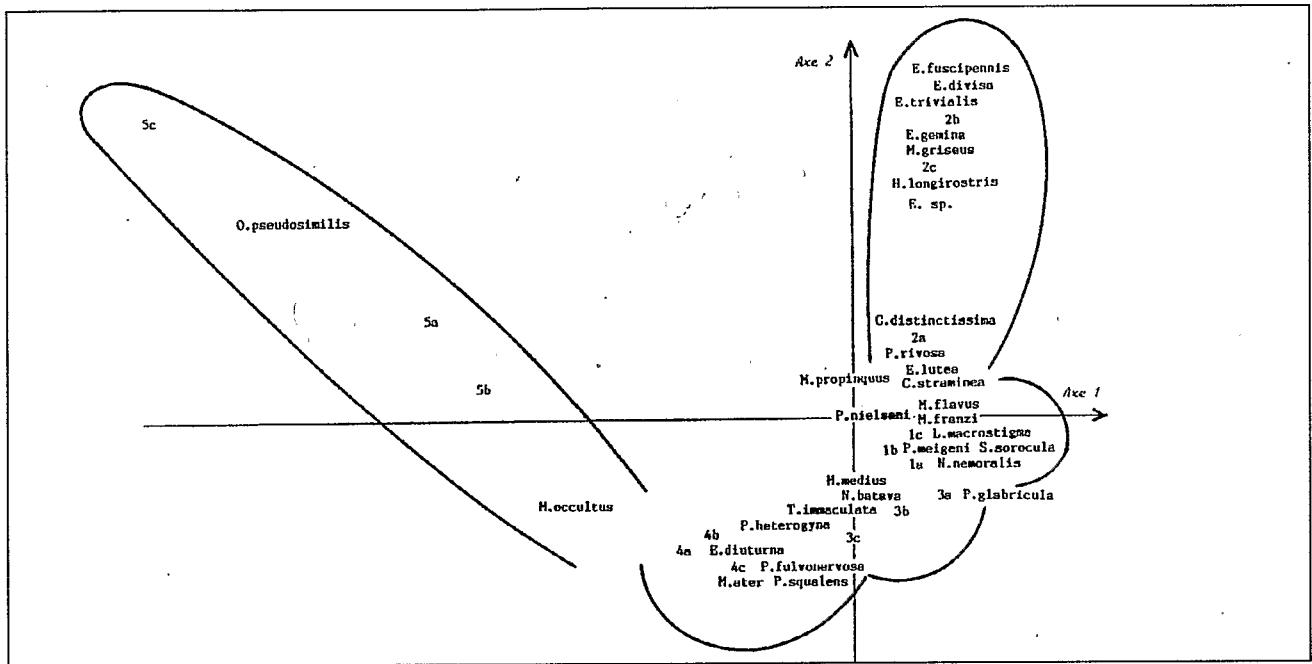 Axe 2
E.fuscipennis
E.divisa
E.trivialis
2b
E.gemina
M.griseus
2c
H.longirostris
E. sp.
5c
O.pseudosimilis
5a
5b
C.distinctissima
2a
P.rivosa
E.lutea
M.propinquus C.straminea
Axe 1
M.flavus
P.nielseni M.franzi
1c L.macrostigma
1b P.meigeni S.sorocula
1a N.nemoralis
M.medius
N.batava 3a P.glabricula
M.occultus T.immaculata 3b
P.heterogyna
4b 3c
4a E.diuturna
4c P.fulvonervosa
M.ater P.squalens